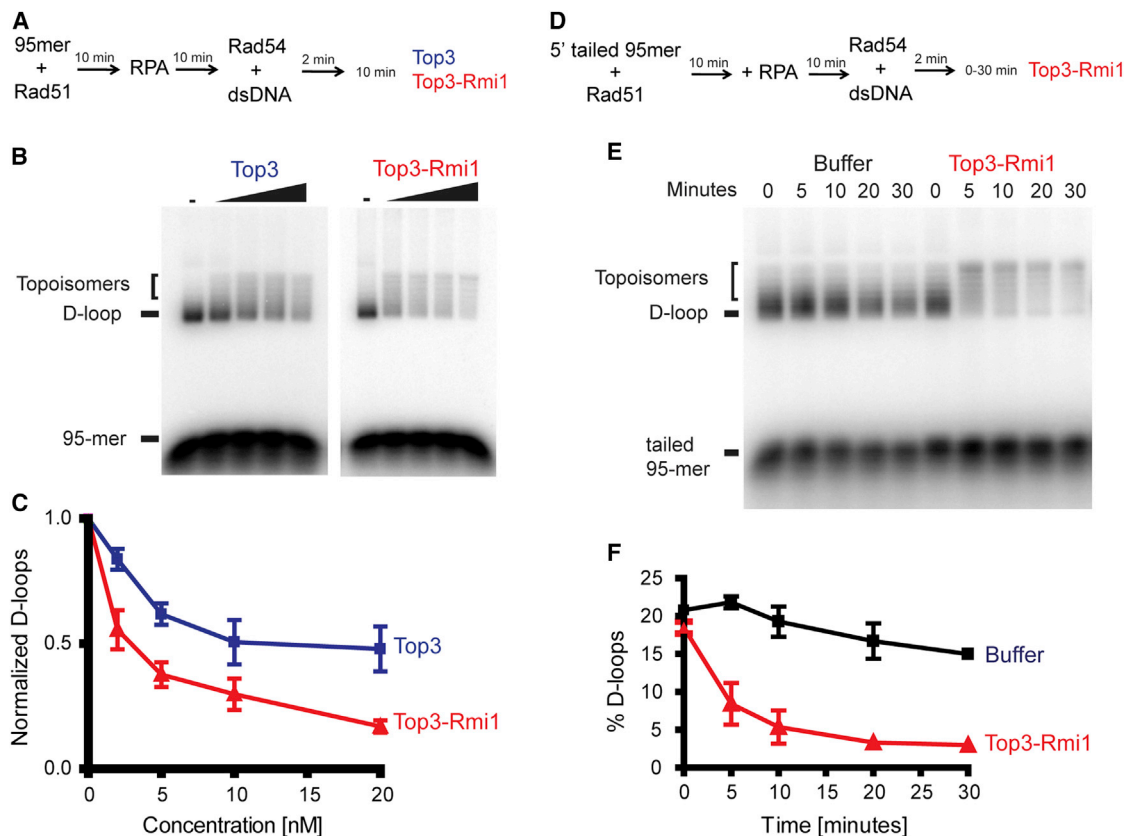 A
95mer
+
Rad51
10 min
RPA
10 min
Rad54
+
dsDNA
2 min
10 min
Top3
Top3-Rmi1
B
Top3
Top3-Rmi1
- -
Topoisomers
D-loop
95-mer
C
Normalized D-loops
1.0
0.5
0.0
Top3
Top3-Rmi1
0 5 10 15 20
Concentration [nM]
D
5' tailed 95mer
+
Rad51
10 min
+ RPA
10 min
Rad54
+
dsDNA
2 min
0-30 min
Top3-Rmi1
E
Buffer Top3-Rmi1
Minutes 0 5 10 20 30 0 5 10 20 30
Topoisomers
D-loop
tailed
95-mer
F
% D-loops
25
20
15
10
5
0
Buffer
Top3-Rmi1
0 5 10 15 20 25 30
Time [minutes]